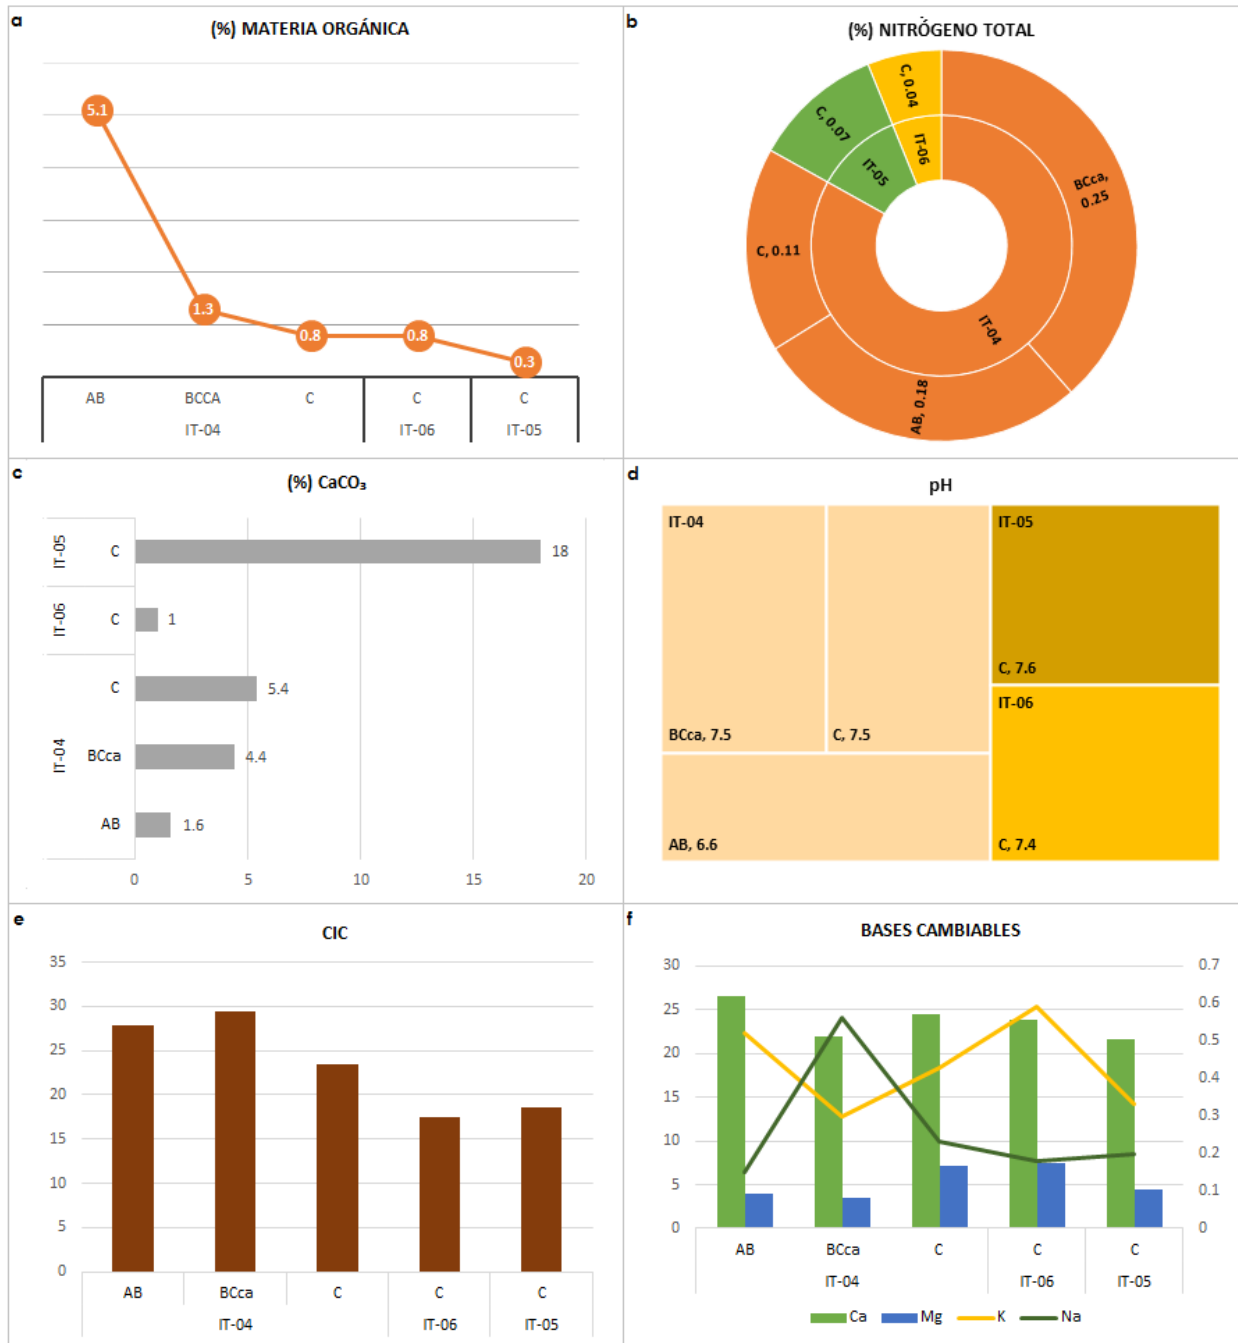 a
(%) MATERIA ORGÁNICA
5.1
1.3
0.8
0.8
0.3
AB BCCA C C C
IT-04 IT-06 IT-05
b
(%) NITRÓGENO TOTAL
C, 0.04
C, 0.07
IT-06
IT-05
BCca,
0.25
C, 0.11
IT-04
AB, 0.18
c
(%) CaCO₃
IT-05 C 18
IT-06 C 1
C 5.4
IT-04 BCca 4.4
AB 1.6
0 5 10 15 20
d
pH
IT-04
IT-05
C, 7.6
IT-06
BCca, 7.5
C, 7.5
AB, 6.6
C, 7.4
e
CIC
35
30
25
20
15
10
5
0
AB BCca C C C
IT-04 IT-06 IT-05
f
BASES CAMBIABLES
30 0.7
25 0.6
20 0.5
15 0.4
10 0.3
5 0.2
0 0.1
0
AB BCca C C C
IT-04 IT-06 IT-05
Ca Mg K Na